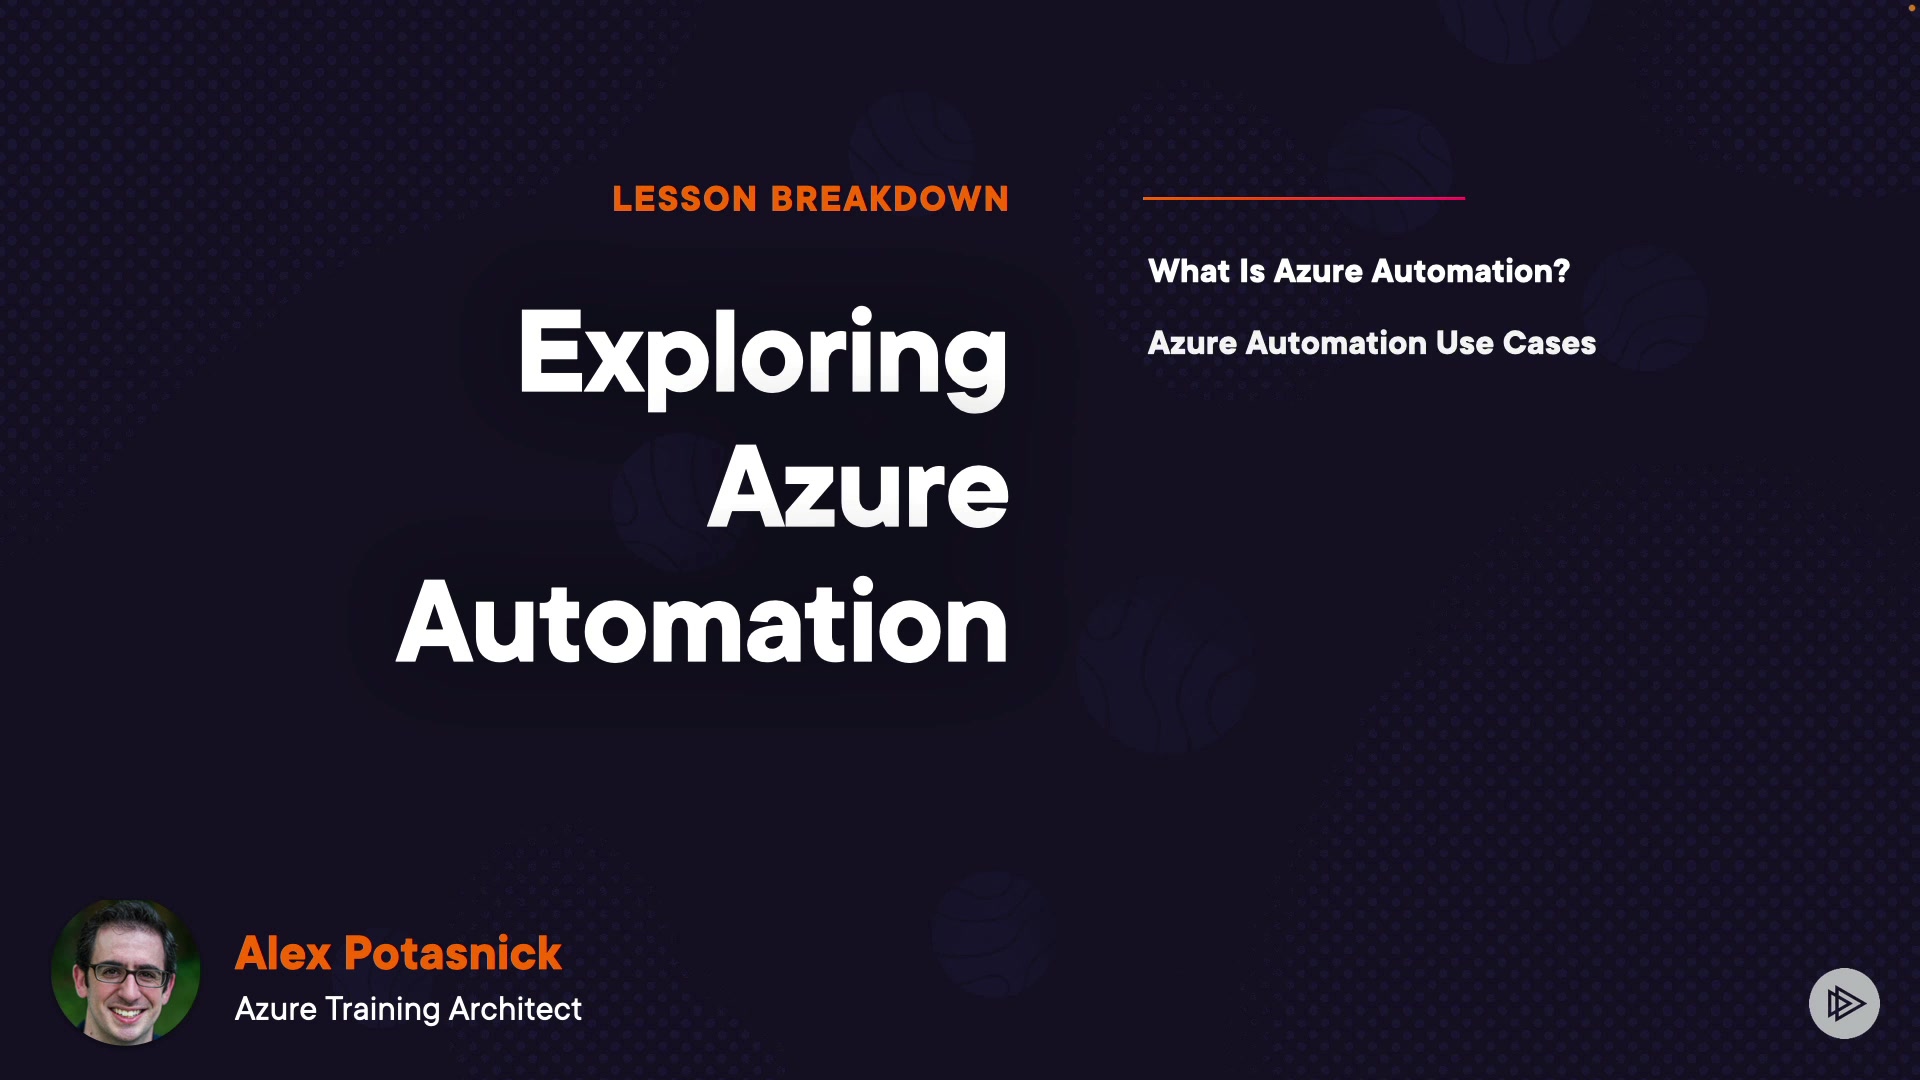 LESSON BREAKDOWN
Exploring
Azure
Automation
What Is Azure Automation?
Azure Automation Use Cases
Alex Potasnick
Azure Training Architect